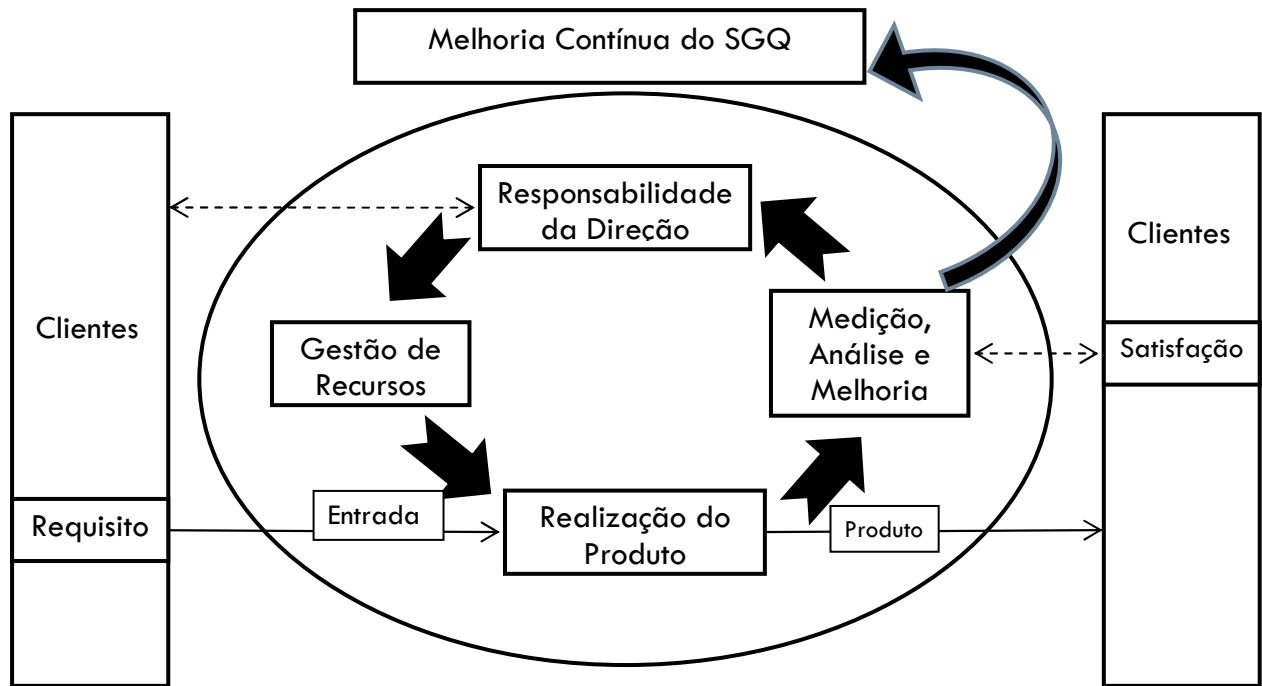 Melhoria Contínua do SGQ
Responsabilidade
da Direção
Clientes
Clientes
Gestão de
Recursos
Medição,
Análise e
Melhoria
Satisfação
Requisito
Entrada
Realização do
Produto
Produto